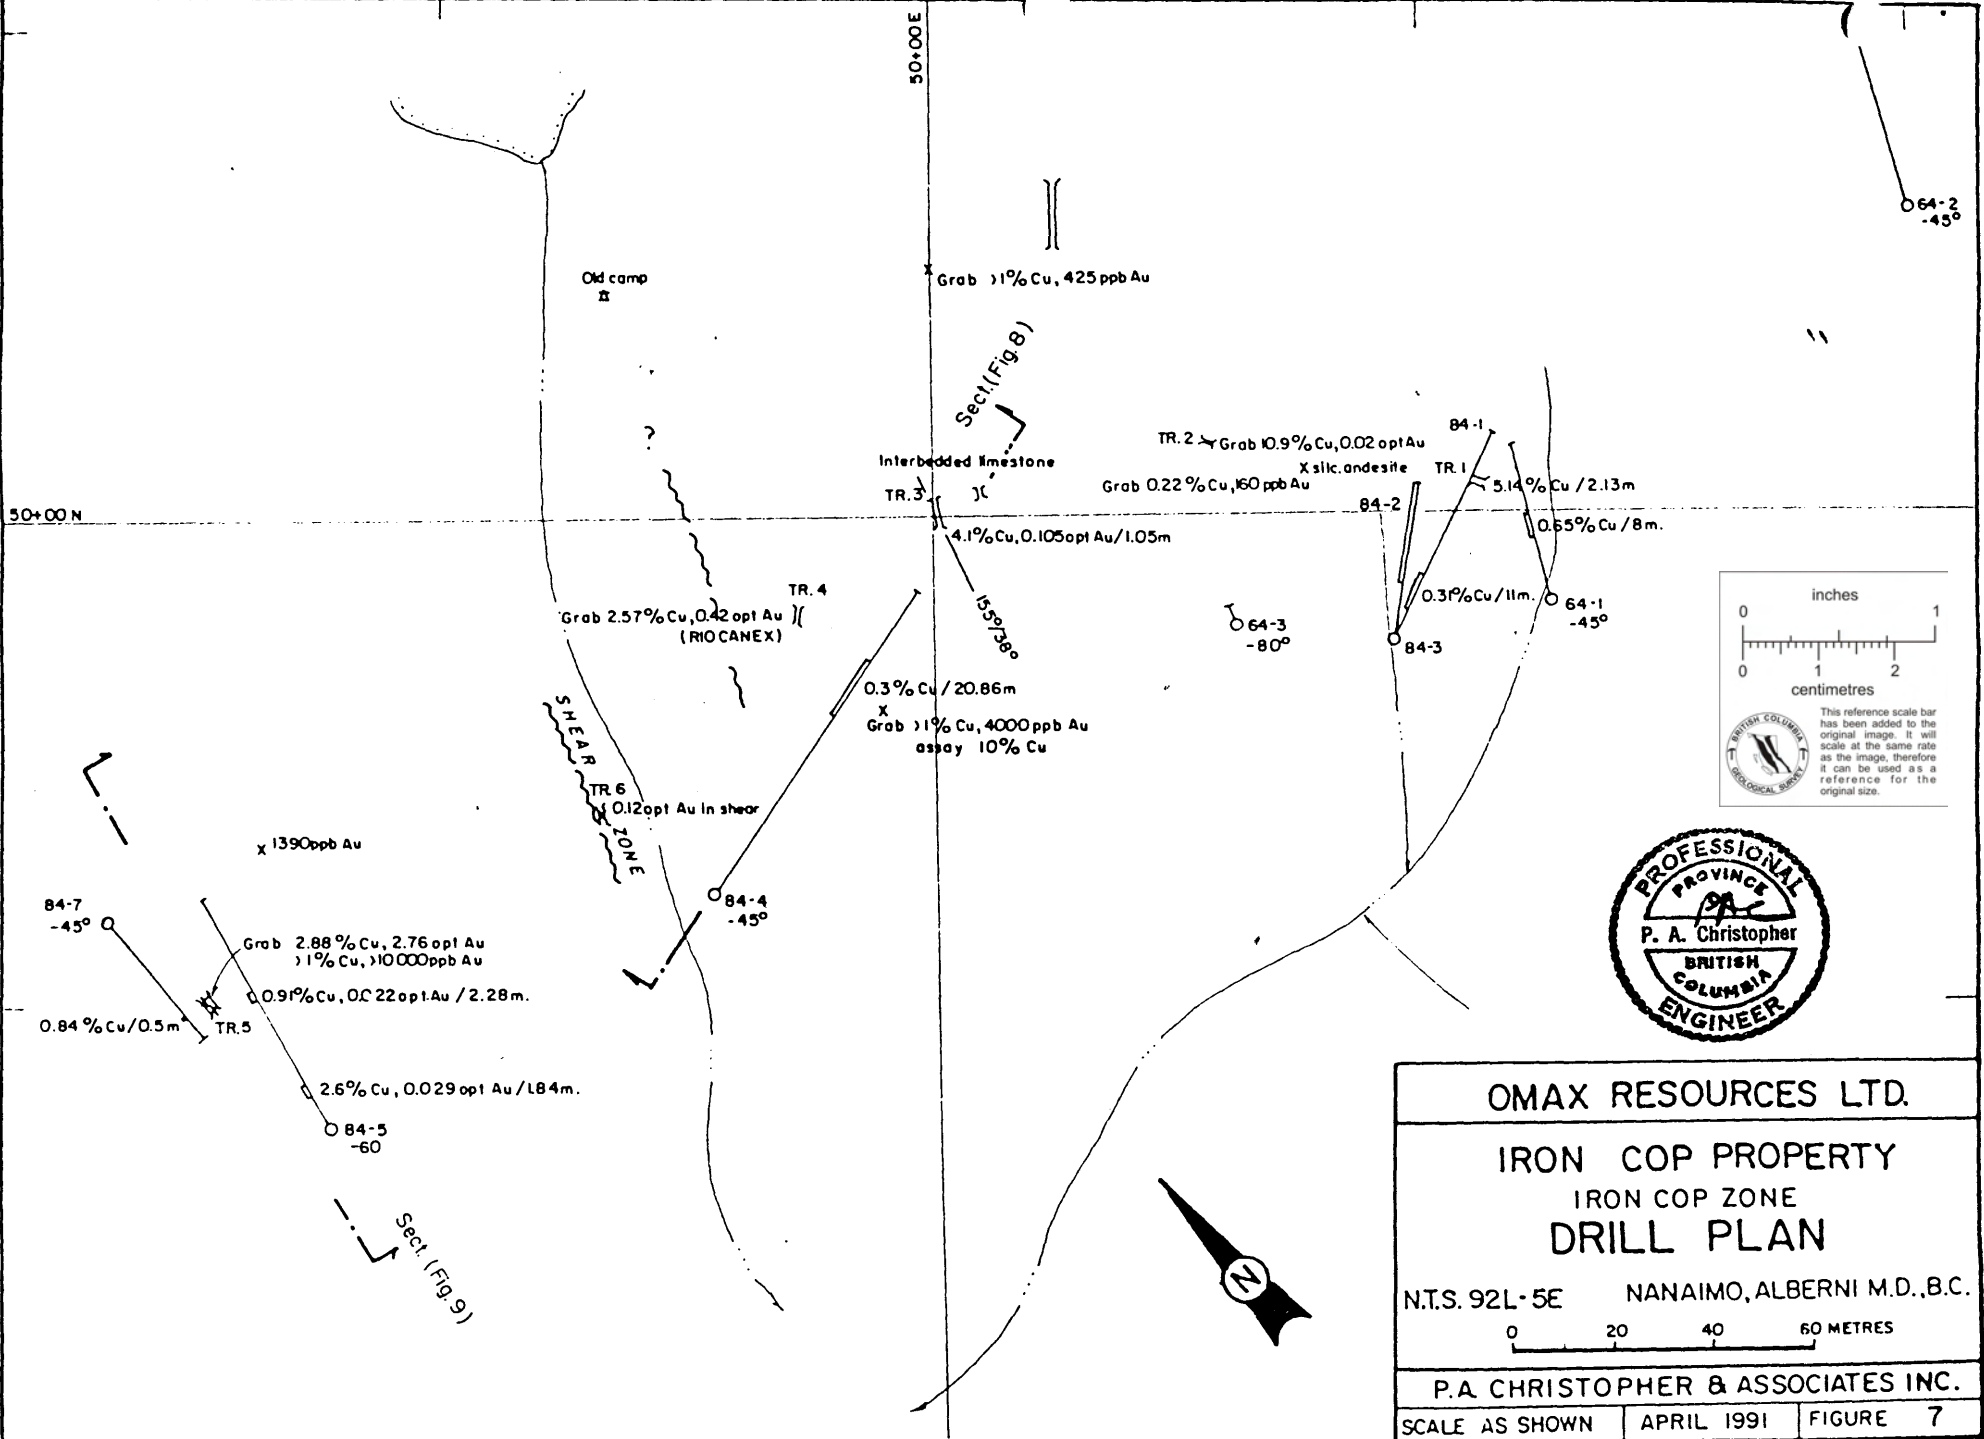 50+00E
64-2
-45°
Old camp
Grab >1% Cu, 425 ppb Au
Sect. (Fig. 8)
84-1
TR. 2
Grab 10.9% Cu, 0.02 opt Au
Interbedded limestone
X silc. andesite
TR. 1
Grab 0.22% Cu, 160 ppb Au
5.14% Cu / 2.13m
TR. 3
?
84-2
50+00 N
0.65% Cu / 8m.
4.1% Cu, 0.105 opt Au/1.05m
155°/38°
TR. 4
Grab 2.57% Cu, 0.42 opt Au
(RIOCANEX)
0.31% Cu / 11m.
64-1
-45°
64-3
-80°
84-3
0.3% Cu / 20.86m
X
Grab >1% Cu, 4000 ppb Au
assay 10% Cu
SHEAR ZONE
TR. 6
0.12 opt Au In shear
x 1390ppb Au
84-4
-45°
84-7
-45°
Grab 2.88% Cu, 2.76 opt Au
>1% Cu, >10000ppb Au
0.91% Cu, 0.022 opt. Au / 2.28m.
0.84% Cu/0.5m
TR. 5
2.6% Cu, 0.029 opt Au / 1.84m.
84-5
-60
Sect. (Fig. 9)
N
inches
0 1
0 1 2
centimetres
BRITISH COLUMBIA
GEOLOGICAL SURVEY
This reference scale bar
has been added to the
original image. It will
scale at the same rate
as the image, therefore
it can be used as a
reference for the
original size.
PROFESSIONAL
PROVINCE
P. A. Christopher
BRITISH
COLUMBIA
ENGINEER
OMAX RESOURCES LTD.
IRON COP PROPERTY
IRON COP ZONE
DRILL PLAN
N.T.S. 92L-5E NANAIMO, ALBERNI M.D., B.C.
0 20 40 60 METRES
P.A. CHRISTOPHER & ASSOCIATES INC.
SCALE AS SHOWN APRIL 1991 FIGURE 7